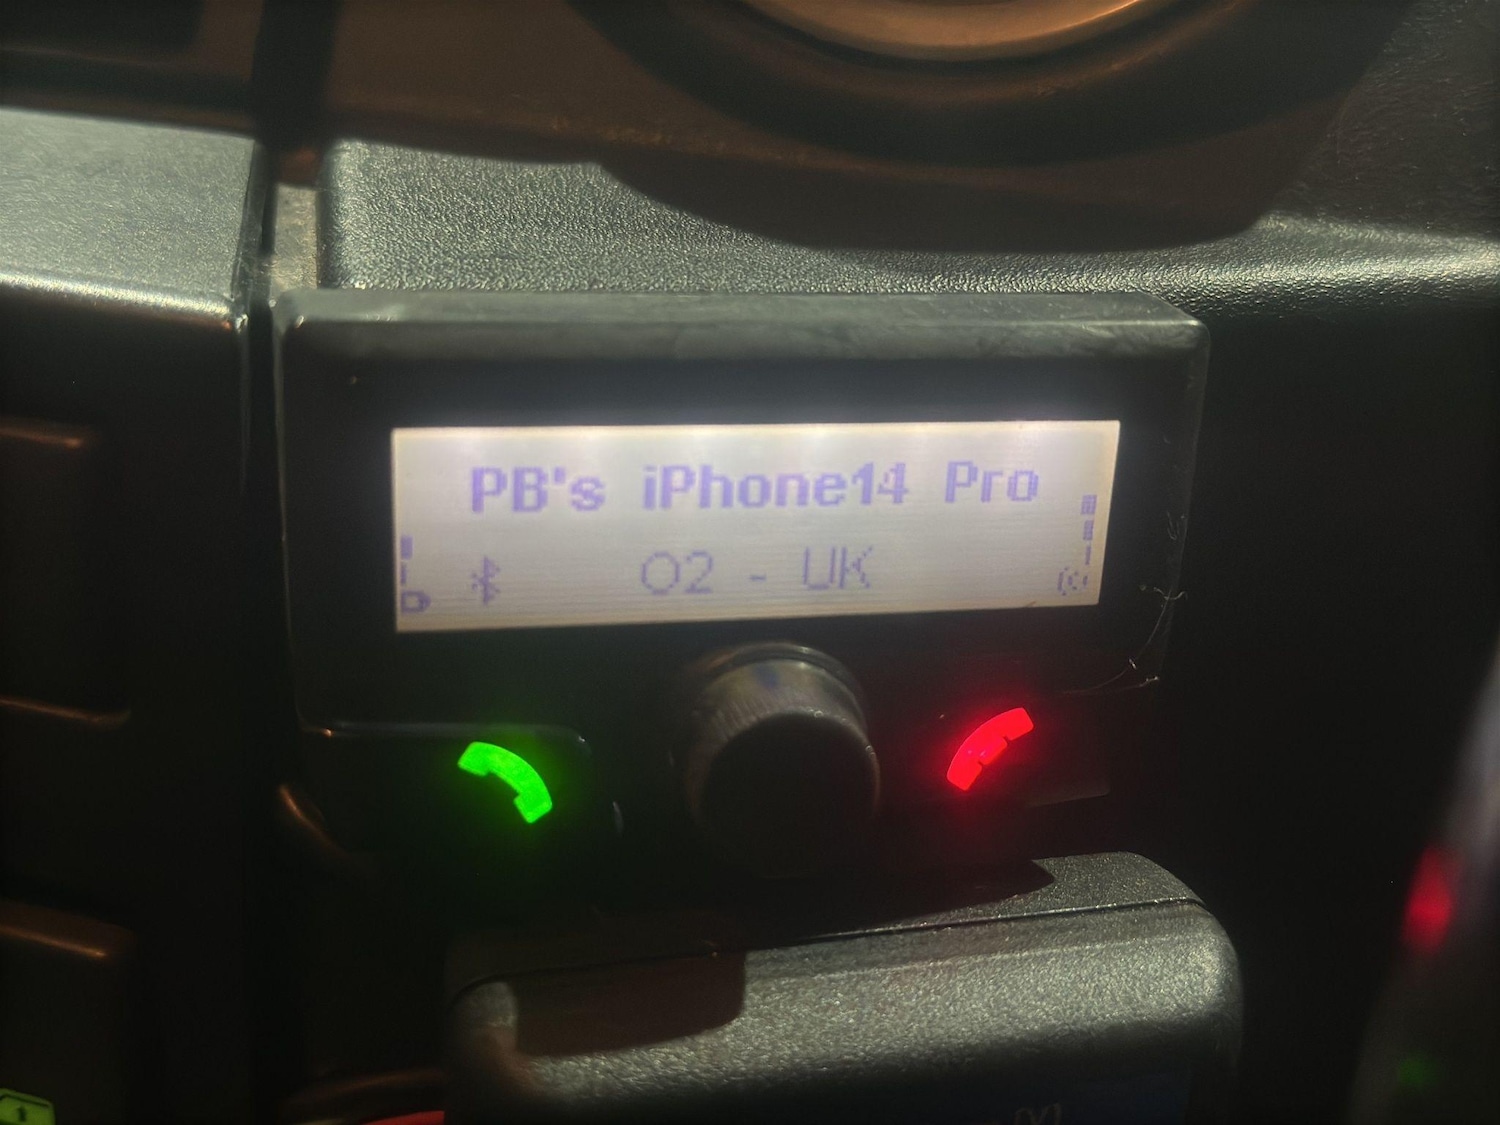 PB's iPhone14 Pro
O2 - UK